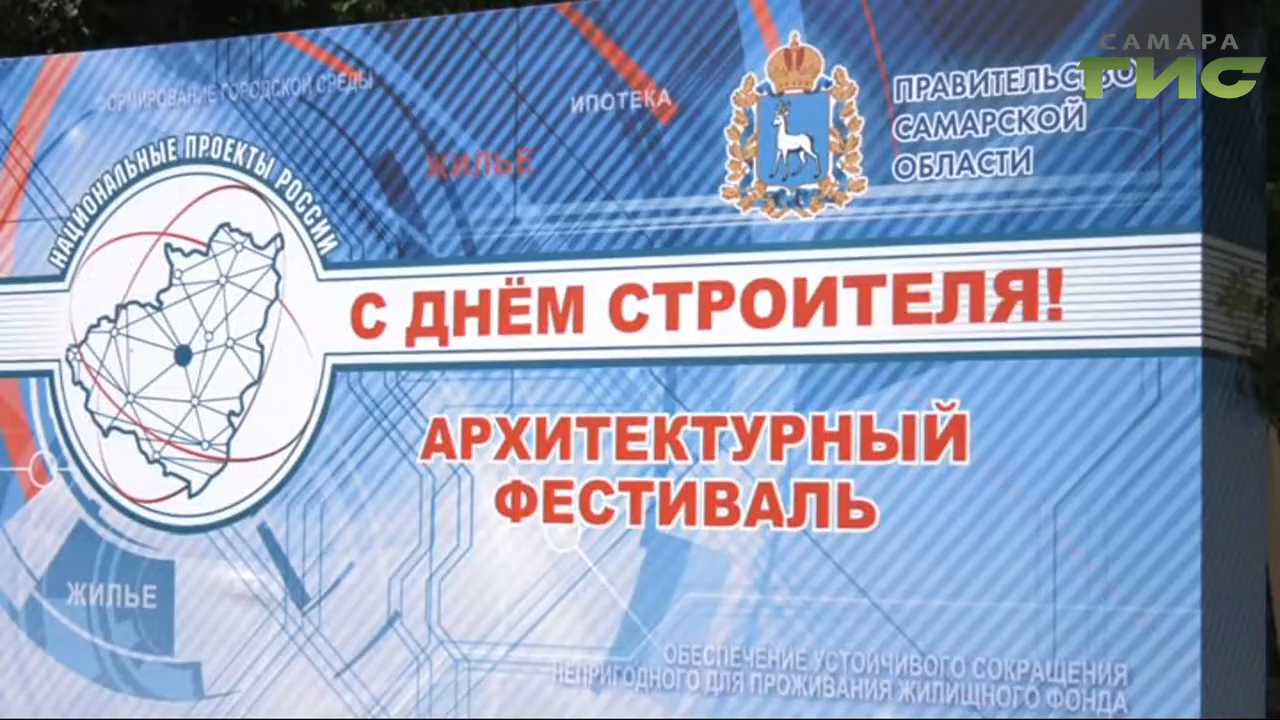 САМАРА
ТИС
ФОРМИРОВАНИЕ ГОРОДСКОЙ СРЕДЫ
ИПОТЕКА
ПРАВИТЕЛЬСТВО
САМАРСКОЙ
ОБЛАСТИ
ЖИЛЬЕ
НАЦИОНАЛЬНЫЕ ПРОЕКТЫ РОССИИ
С ДНЁМ СТРОИТЕЛЯ!
АРХИТЕКТУРНЫЙ
ФЕСТИВАЛЬ
ЖИЛЬЕ
ОБЕСПЕЧЕНИЕ УСТОЙЧИВОГО СОКРАЩЕНИЯ
НЕПРИГОДНОГО ДЛЯ ПРОЖИВАНИЯ ЖИЛИЩНОГО ФОНДА